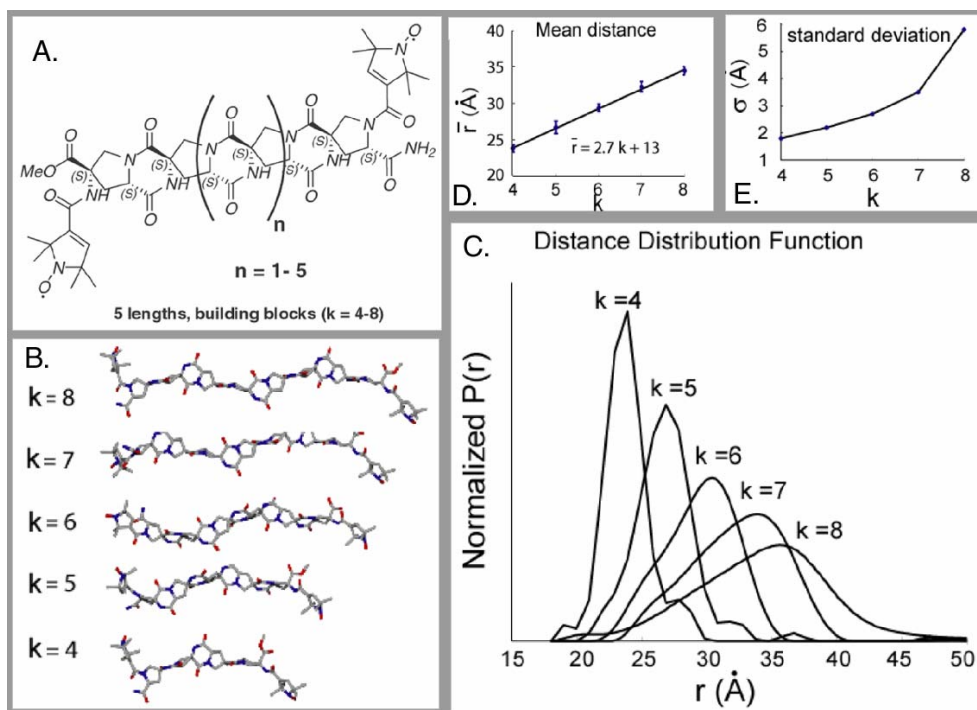 A.
N-O•
N
O
O
O
O
O
(S)
(S)
(S)
(S)
(S)
(S)
MeO
NH
NH
NH
NH
NH₂
O
O
O
O
n
n = 1- 5
5 lengths, building blocks (k = 4-8)
B.
k = 8
k = 7
k = 6
k = 5
k = 4
D.
Mean distance
r̄ (Å)
40
35
30
25
20
r̄ = 2.7 k + 13
4 5 6 7 8
k
E.
standard deviation
σ (Å)
6
5
4
3
2
1
4 5 6 7 8
k
C.
Distance Distribution Function
Normalized P(r)
k =4
k =5
k =6
k =7
k =8
15 20 25 30 35 40 45 50
r (Å)